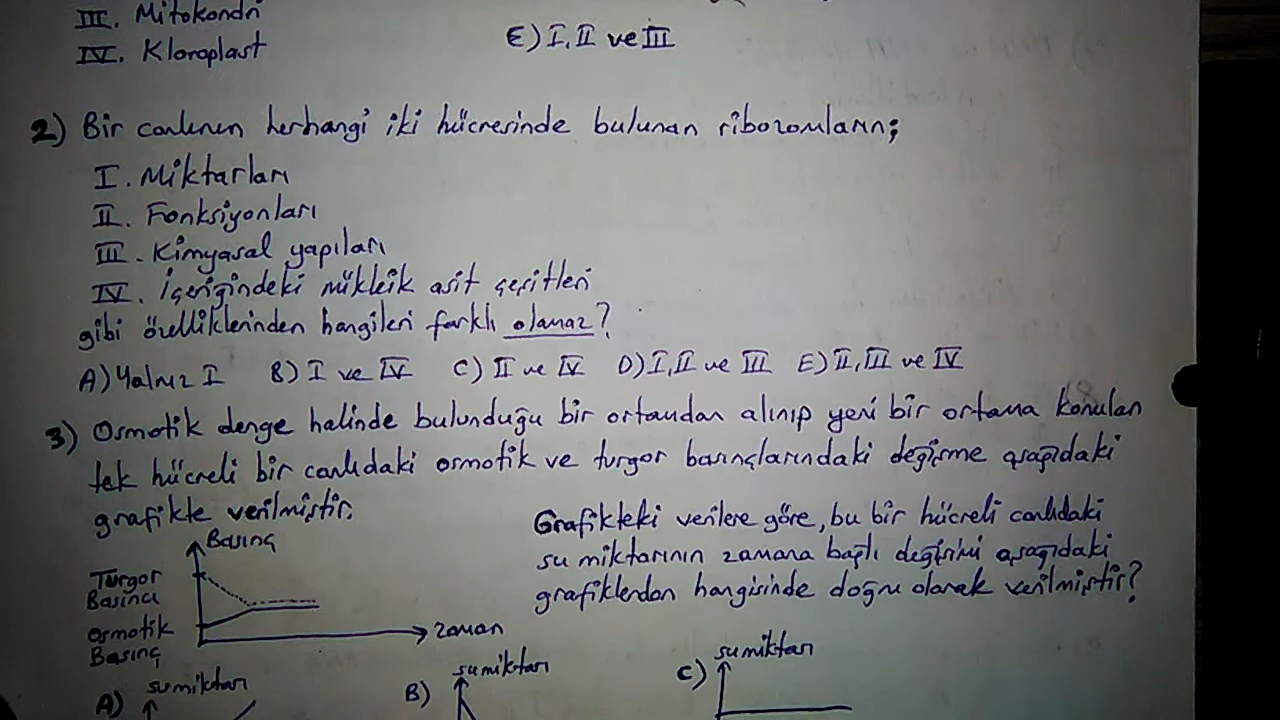 III. Mitokondri
IV. Kloroplast
E) I, II ve III
2) Bir canlının herhangi iki hücresinde bulunan ribozomların;
I. Miktarları
II. Fonksiyonları
III. Kimyasal yapıları
IV. İçeriğindeki nükleik asit çeşitleri
gibi özelliklerinden hangileri farklı olamaz?
A) Yalnız I B) I ve IV C) II ve IV D) I, II ve III E) II, III ve IV
3) Osmotik denge halinde bulunduğu bir ortamdan alınıp yeni bir ortama konulan
tek hücreli bir canlıdaki osmotik ve turgor basınçlarındaki değişme aşağıdaki
grafikte verilmiştir.
Basınç
Turgor
Basıncı
Osmotik
Basınç
zaman
Grafikteki verilere göre, bu bir hücreli canlıdaki
su miktarının zamana bağlı değişimi aşağıdaki
grafiklerden hangisinde doğru olarak verilmiştir?
A) su miktarı
B) su miktarı
C) su miktarı